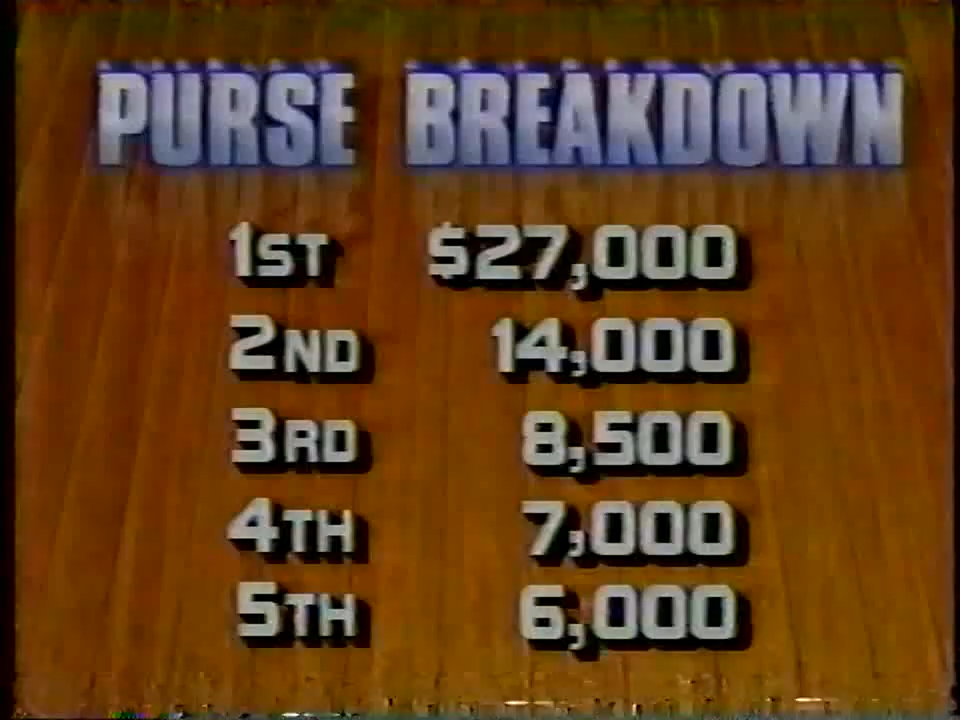 PURSE BREAKDOWN
1ST $27,000
2ND 14,000
3RD 8,500
4TH 7,000
5TH 6,000